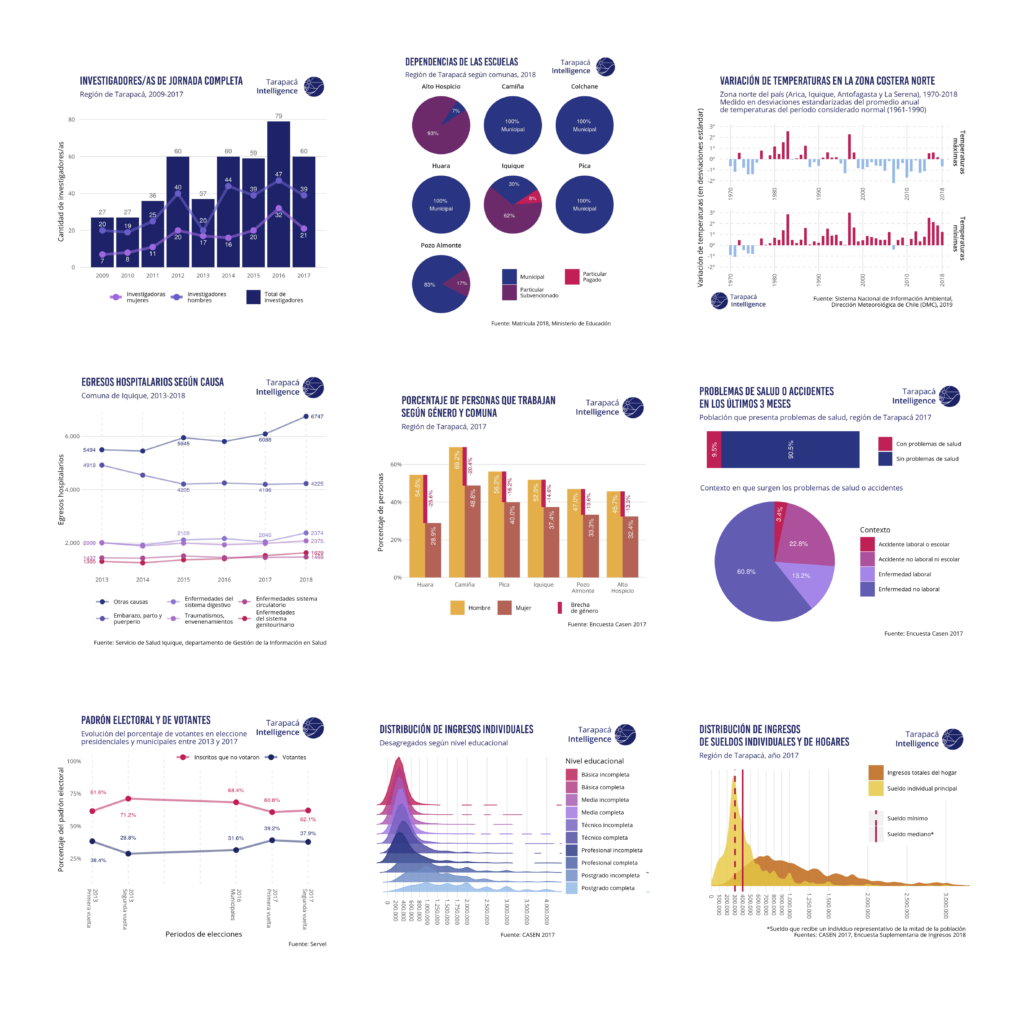 INVESTIGADORES/AS DE JORNADA COMPLETA
Región de Tarapacá, 2009-2017
Tarapacá
Intelligence
Cantidad de investigadores/as
80
60
40
20
0
27
27
36
60
37
60
59
79
60
20
19
25
40
20
44
39
47
39
7
8
11
20
17
16
20
32
21
2009 2010 2011 2012 2013 2014 2015 2016 2017
Investigadoras mujeres
Investigadores hombres
Total de Investigadores
DEPENDENCIAS DE LAS ESCUELAS
Región de Tarapacá según comunas, 2018
Tarapacá
Intelligence
Alto Hospicio
7%
93%
Camiña
100%
Municipal
Colchane
100%
Municipal
Huara
100%
Municipal
Iquique
30%
8%
62%
Pica
100%
Municipal
Pozo Almonte
83%
17%
Municipal
Particular Subvencionado
Particular Pagado
Fuente: Matrícula 2018, Ministerio de Educación
VARIACIÓN DE TEMPERATURAS EN LA ZONA COSTERA NORTE
Zona norte del país (Arica, Iquique, Antofagasta y La Serena), 1970-2018
Medido en desviaciones estandarizadas del promedio anual
de temperaturas del período considerado normal (1961-1990)
Variación de temperaturas (en desviaciones estándar)
3°
2°
1°
0°
-1°
-2°
1970 1980 1990 2002 2010 2018
Temperaturas máximas
3°
2°
1°
0°
-1°
-2°
1970 1980 1990 2002 2010 2018
Temperaturas mínimas
Tarapacá
Intelligence
Fuente: Sistema Nacional de Información Ambiental,
Dirección Meteorológica de Chile (DMC), 2019
EGRESOS HOSPITALARIOS SEGÚN CAUSA
Comuna de Iquique, 2013-2018
Tarapacá
Intelligence
Egresos hospitalarios
6.000
4.000
2.000
5494
5945
6088
6747
4918
4205
4196
4225
2129
2040
2374
2070
2013 2014 2015 2016 2017 2018
Otras causas
Embarazo, parto y puerperio
Enfermedades del sistema digestivo
Traumatismos, envenenamientos
Enfermedades sistema circulatorio
Enfermedades del sistema genitourinario
Fuente: Servicio de Salud Iquique, departamento de Gestión de la Información en Salud
PORCENTAJE DE PERSONAS QUE TRABAJAN
SEGÚN GÉNERO Y COMUNA
Región de Tarapacá, 2017
Tarapacá
Intelligence
Porcentaje de personas
60%
40%
20%
0%
54.5%
-25.6%
28.9%
69.2%
-20.4%
48.8%
56.2%
-16.2%
40.0%
52.0%
-14.6%
37.4%
47.0%
-13.6%
33.3%
45.7%
-13.2%
32.4%
Huara
Camiña
Pica
Iquique
Pozo Almonte
Alto Hospicio
Hombre
Mujer
Brecha de género
Fuente: Encuesta Casen 2017
PROBLEMAS DE SALUD O ACCIDENTES
EN LOS ÚLTIMOS 3 MESES
Población que presenta problemas de salud, región de Tarapacá 2017
Tarapacá
Intelligence
9.5%
90.5%
Con problemas de salud
Sin problemas de salud
Contexto en que surgen los problemas de salud o accidentes
3.4%
22.8%
13.2%
60.8%
Contexto
Accidente laboral o escolar
Accidente no laboral ni escolar
Enfermedad laboral
Enfermedad no laboral
Fuente: Encuesta Casen 2017
PADRÓN ELECTORAL Y DE VOTANTES
Evolución del porcentaje de votantes en eleccione
presidenciales y municipales entre 2013 y 2017
Tarapacá
Intelligence
Inscritos que no votaron
Votantes
Porcentaje del padrón electoral
100%
75%
50%
25%
61.6%
71.2%
68.4%
60.8%
62.1%
38.4%
28.8%
31.6%
39.2%
37.9%
2013 Primera vuelta
2013 Segunda vuelta
2016 Municipales
2017 Primera vuelta
2017 Segunda vuelta
Periodos de elecciones
Fuente: Servel
DISTRIBUCIÓN DE INGRESOS INDIVIDUALES
Desagregados según nivel educacional
Tarapacá
Intelligence
Nivel educacional
Básica incompleta
Básica completa
Media incompleta
Media completa
Técnico incompleta
Técnico completa
Profesional incompleta
Profesional completa
Postgrado incompleta
Postgrado completa
0
200.000
400.000
600.000
800.000
1.000.000
1.250.000
1.500.000
1.750.000
2.000.000
2.500.000
3.000.000
3.500.000
4.000.000
Fuente: CASEN 2017
DISTRIBUCIÓN DE INGRESOS
DE SUELDOS INDIVIDUALES Y DE HOGARES
Región de Tarapacá, año 2017
Tarapacá
Intelligence
Ingresos totales del hogar
Sueldo individual principal
Sueldo mínimo
Sueldo mediano*
0
100.000
200.000
300.000
400.000
500.000
600.000
700.000
800.000
900.000
1.000.000
1.250.000
1.500.000
2.000.000
2.500.000
3.000.000
*Sueldo que recibe un individuo representativo de la mitad de la población
Fuentes: CASEN 2017, Encuesta Suplementaria de Ingresos 2018